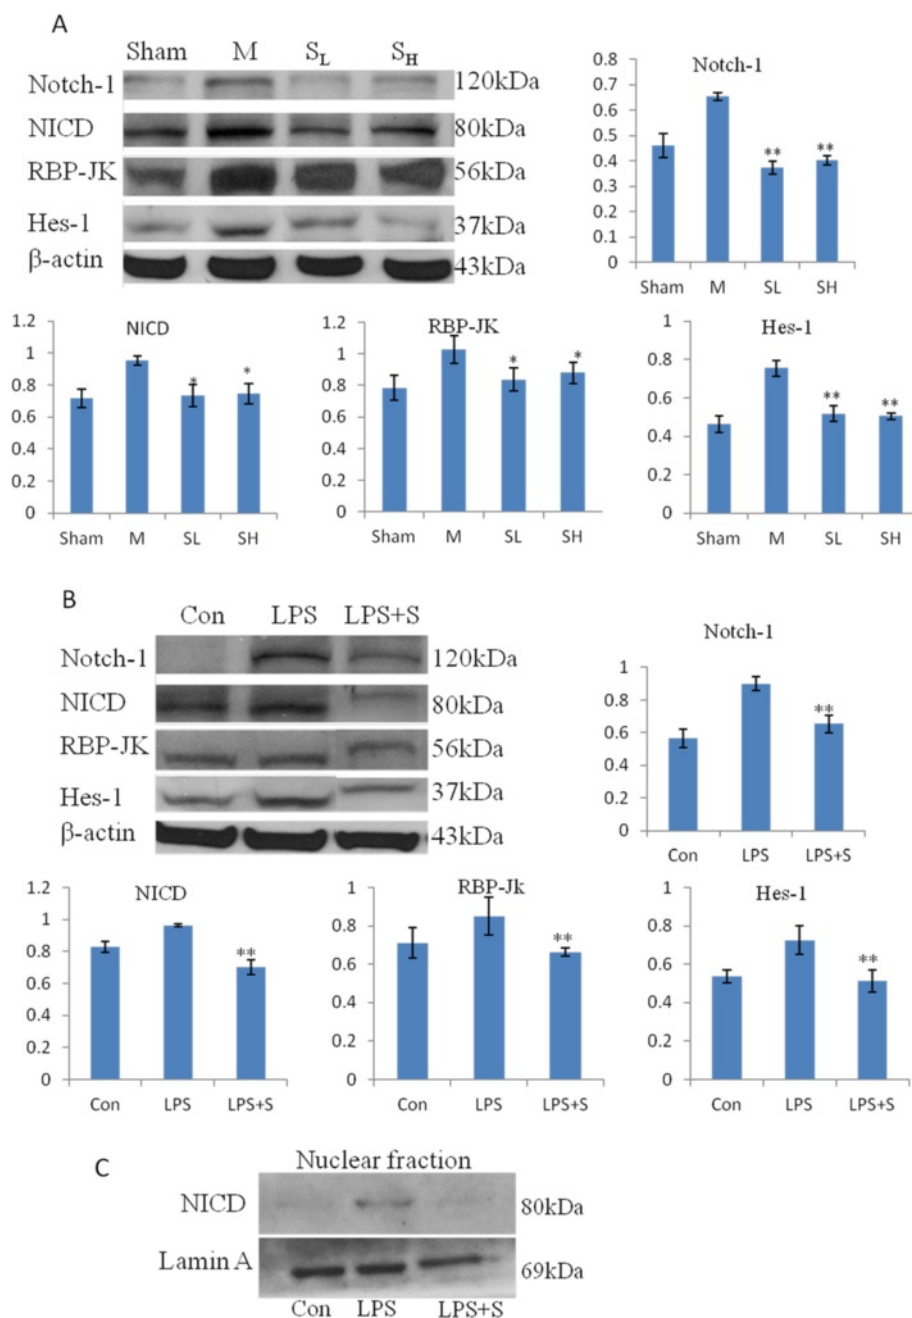 A
Sham M S_L S_H
Notch-1 120kDa
NICD 80kDa
RBP-JK 56kDa
Hes-1 37kDa
β-actin 43kDa
Notch-1
0.8
0.7
0.6
0.5
0.4
0.3
0.2
0.1
0
** **
Sham M SL SH
NICD
1.2
1
0.8
0.6
0.4
0.2
0
* *
Sham M SL SH
RBP-JK
1.2
1
0.8
0.6
0.4
0.2
0
* *
Sham M SL SH
Hes-1
1
0.8
0.6
0.4
0.2
0
** **
Sham M SL SH
B
Con LPS LPS+S
Notch-1 120kDa
NICD 80kDa
RBP-JK 56kDa
Hes-1 37kDa
β-actin 43kDa
Notch-1
1
0.8
0.6
0.4
0.2
0
**
Con LPS LPS+S
NICD
1.2
1
0.8
0.6
0.4
0.2
0
**
Con LPS LPS+S
RBP-Jk
1
0.8
0.6
0.4
0.2
0
**
Con LPS LPS+S
Hes-1
1
0.8
0.6
0.4
0.2
0
**
Con LPS LPS+S
C
Nuclear fraction
NICD 80kDa
Lamin A 69kDa
Con LPS LPS+S